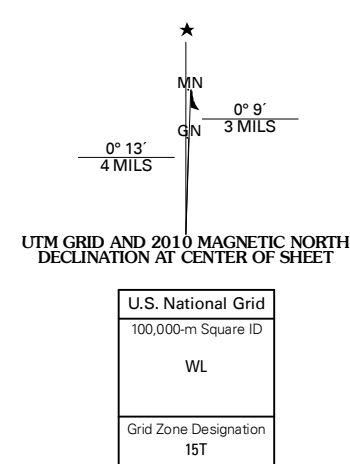 MN
0° 9´
3 MILS
GN
0° 13´
4 MILS
UTM GRID AND 2010 MAGNETIC NORTH
DECLINATION AT CENTER OF SHEET
U.S. National Grid
100,000-m Square ID
WL
Grid Zone Designation
15T